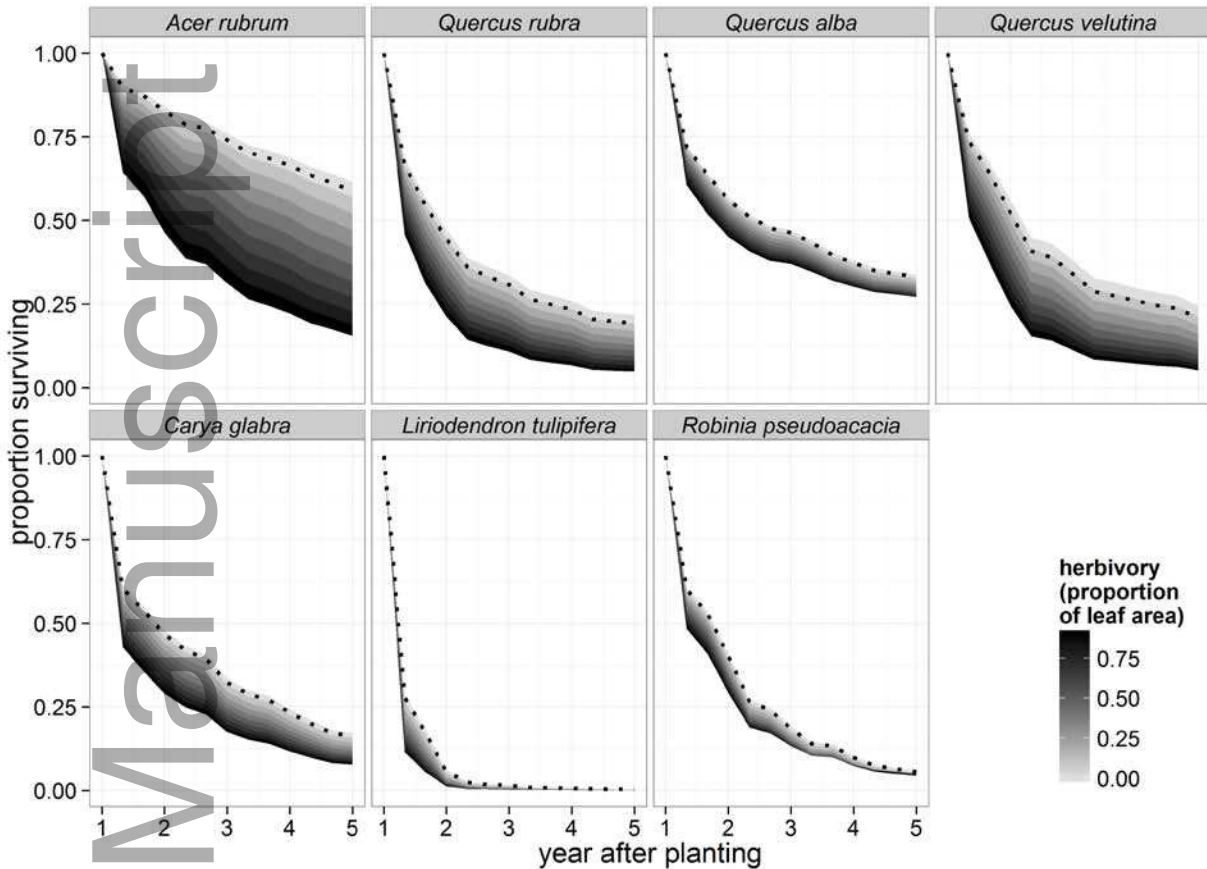 Acer rubrum
Quercus rubra
Quercus alba
Quercus velutina
1.00
0.75
0.50
0.25
0.00
Carya glabra
Liriodendron tulipifera
Robinia pseudoacacia
1.00
0.75
0.50
0.25
0.00
proportion surviving
1 2 3 4 5
1 2 3 4 5
1 2 3 4 5
year after planting
herbivory
(proportion
of leaf area)
0.75
0.50
0.25
0.00
Manuscript